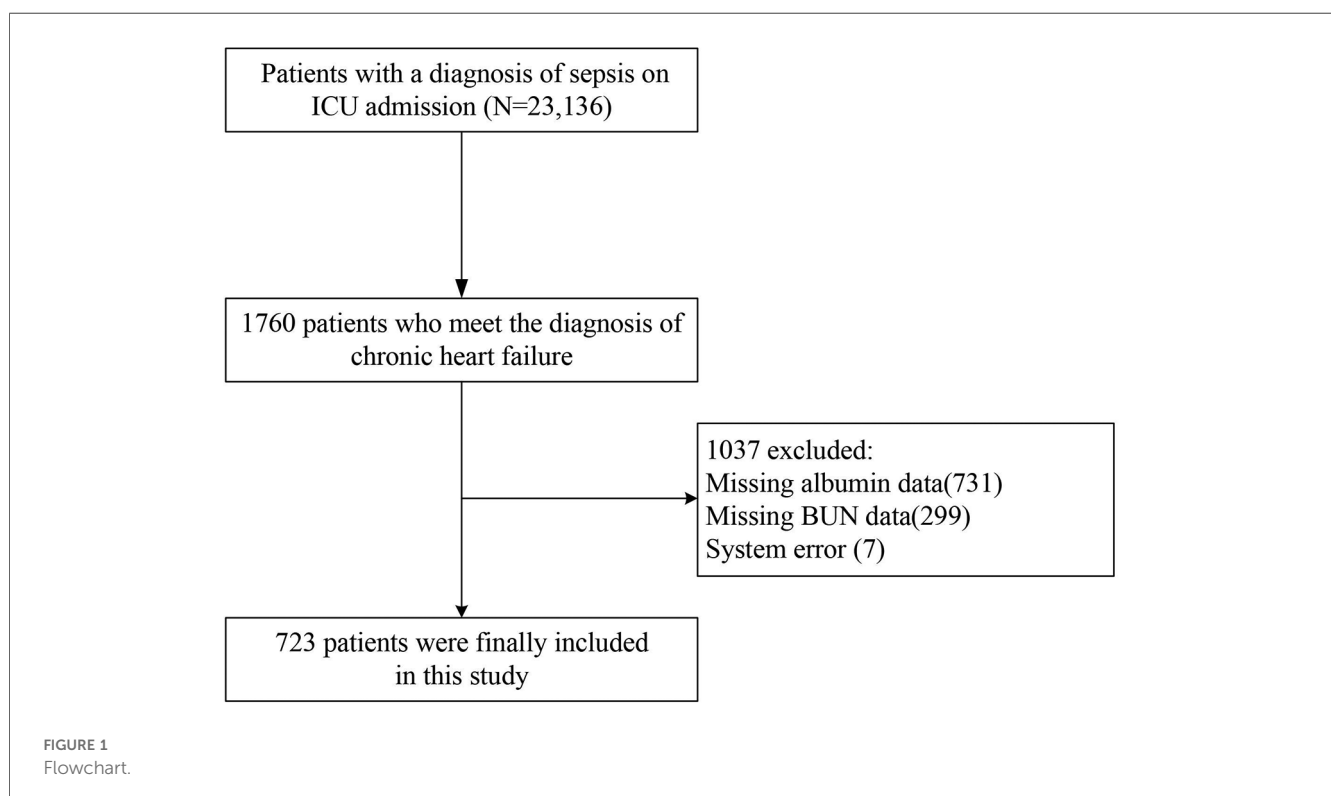 Patients with a diagnosis of sepsis on
ICU admission (N=23,136)
1760 patients who meet the diagnosis of
chronic heart failure
1037 excluded:
Missing albumin data(731)
Missing BUN data(299)
System error (7)
723 patients were finally included
in this study
FIGURE 1
Flowchart.